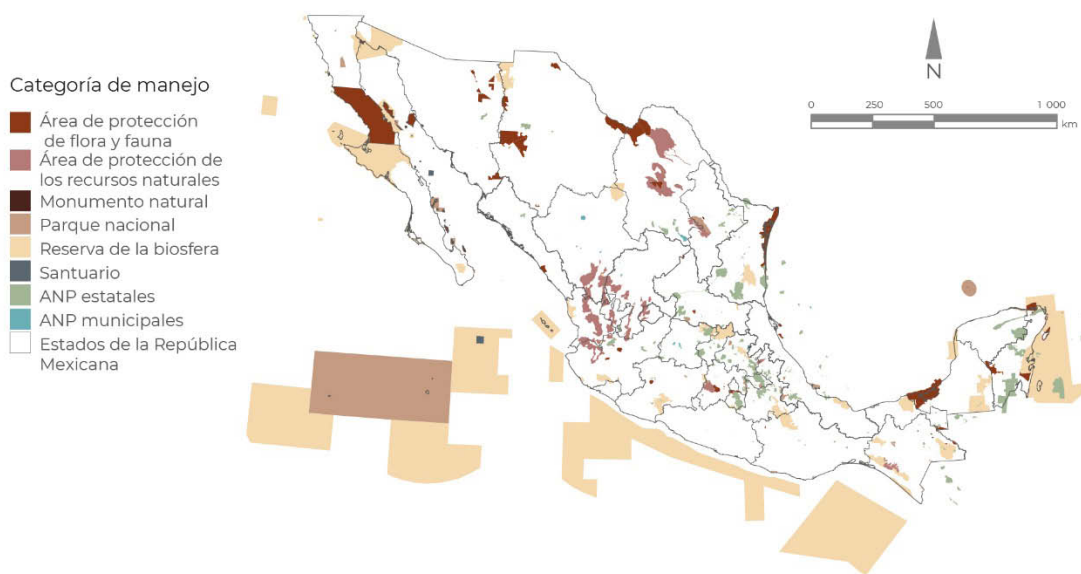 Categoría de manejo
Área de protección
de flora y fauna
Área de protección de
los recursos naturales
Monumento natural
Parque nacional
Reserva de la biosfera
Santuario
ANP estatales
ANP municipales
Estados de la República
Mexicana
N
0 250 500 1 000
km